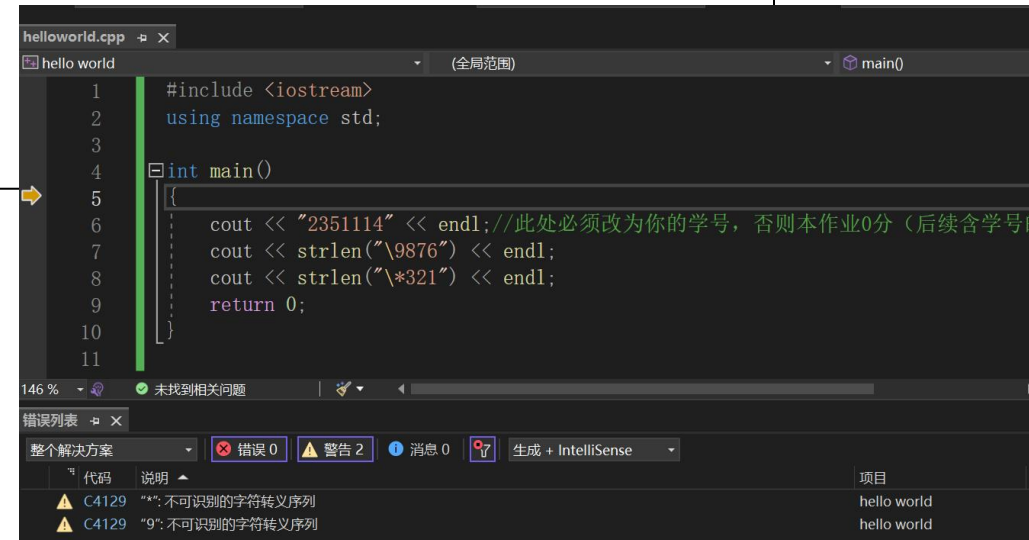 helloworld.cpp
hello world (全局范围) main()
1 #include <iostream>
2 using namespace std;
3
4 int main()
5 {
6 cout << "2351114" << endl;//此处必须改为你的学号，否则本作业0分（后续含学号
7 cout << strlen("\9876") << endl;
8 cout << strlen("\*321") << endl;
9 return 0;
10 }
11
146 % 未找到相关问题
错误列表
整个解决方案 错误 0 警告 2 消息 0 生成 + IntelliSense
代码 说明 项目
C4129 “*”: 不可识别的字符转义序列 hello world
C4129 “9”: 不可识别的字符转义序列 hello world